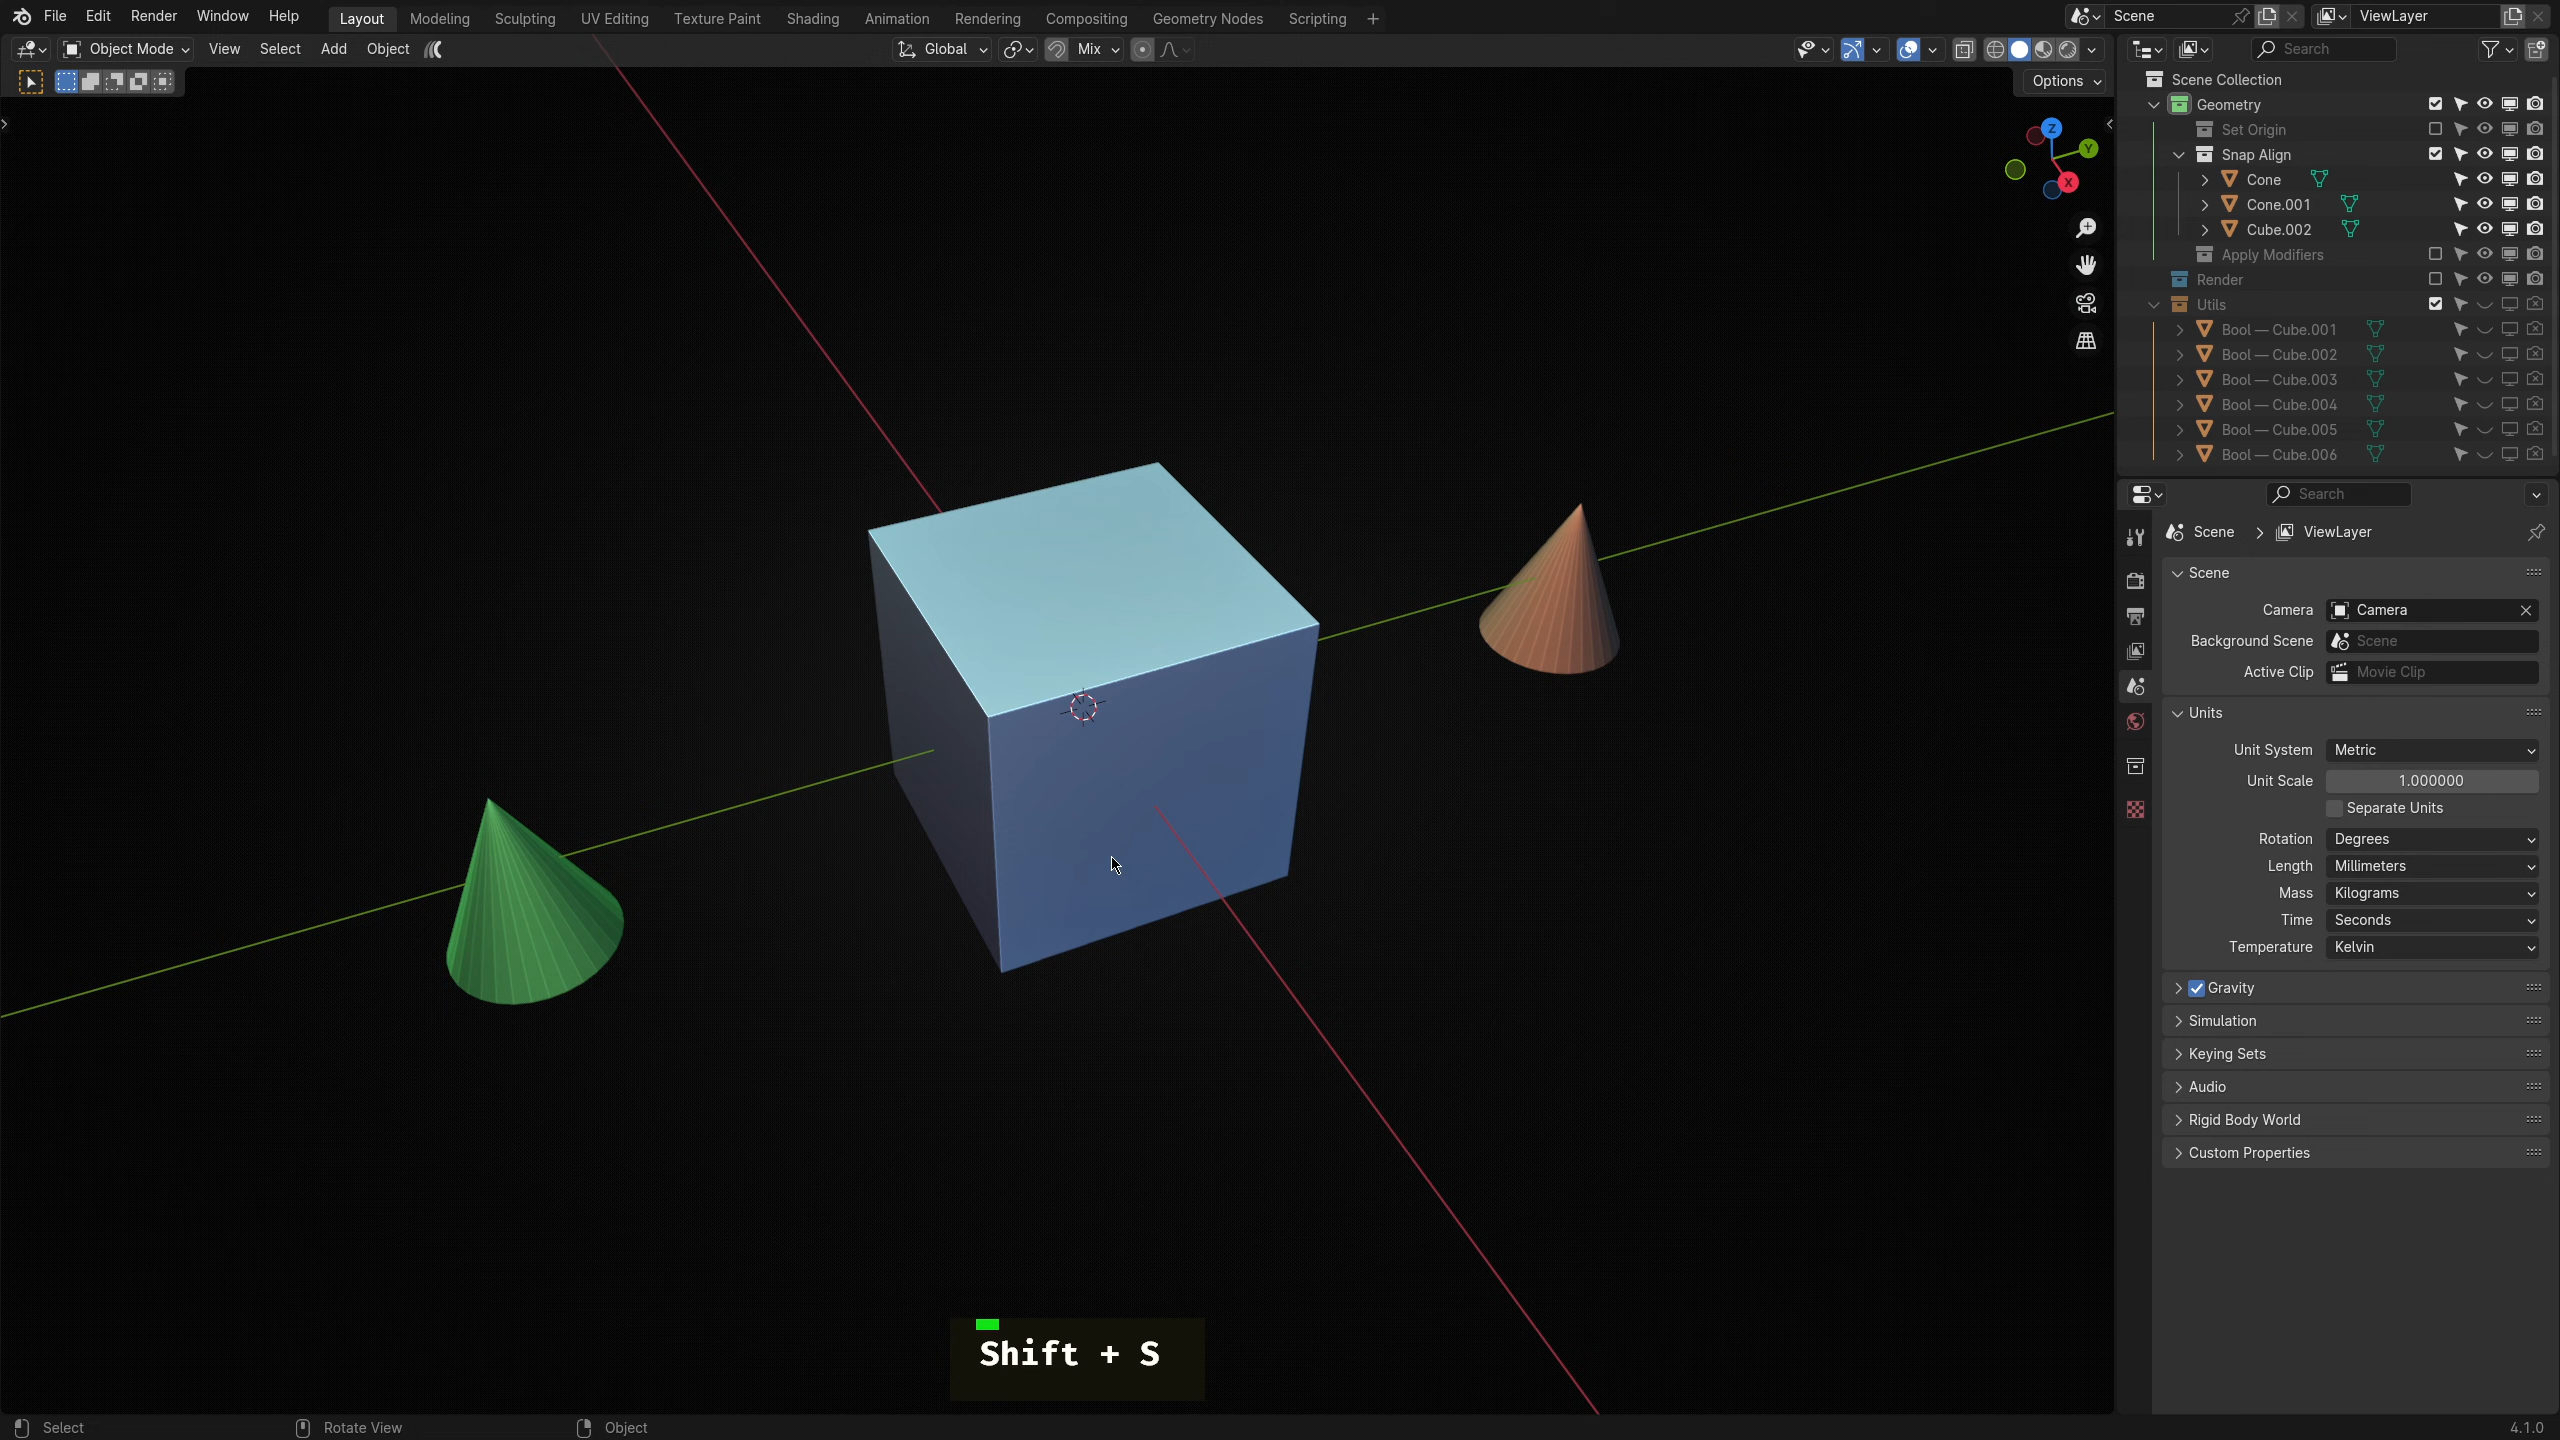 File Edit Render Window Help Layout Modeling Sculpting UV Editing Texture Paint Shading Animation Rendering Compositing Geometry Nodes Scripting + Scene ViewLayer
Object Mode View Select Add Object Global Mix Search
Options
Z
Y
X
Scene Collection
Geometry
Set Origin
Snap Align
Cone
Cone.001
Cube.002
Apply Modifiers
Render
Utils
Bool — Cube.001
Bool — Cube.002
Bool — Cube.003
Bool — Cube.004
Bool — Cube.005
Bool — Cube.006
Search
Scene > ViewLayer
Scene
Camera Camera
Background Scene Scene
Active Clip Movie Clip
Units
Unit System Metric
Unit Scale 1.000000
Separate Units
Rotation Degrees
Length Millimeters
Mass Kilograms
Time Seconds
Temperature Kelvin
Gravity
Simulation
Keying Sets
Audio
Rigid Body World
Custom Properties
Shift + S
Select Rotate View Object 4.1.0